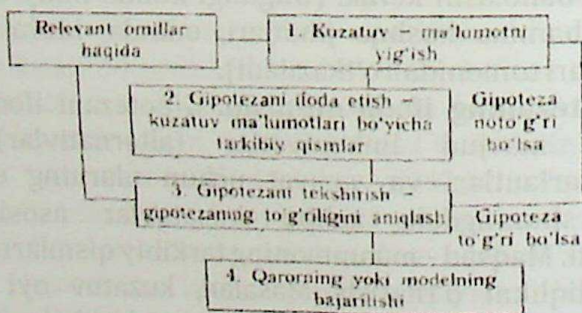 Relevant omillar
haqida
1. Kuzatuv ma'lumotni
yig'ish
2. Gipotezani ifoda etish
kuzatuv ma'lumotlari bo'yicha
tarkibiy qismlar
Gipoteza
noto'g'ri
bo'lsa
3. Gipotezani tekshirish –
gipotezaning to'g'riligini aniqlash
Gipoteza
to'g'ri bo'lsa
4. Qarorning yoki modelning
bajarilishi